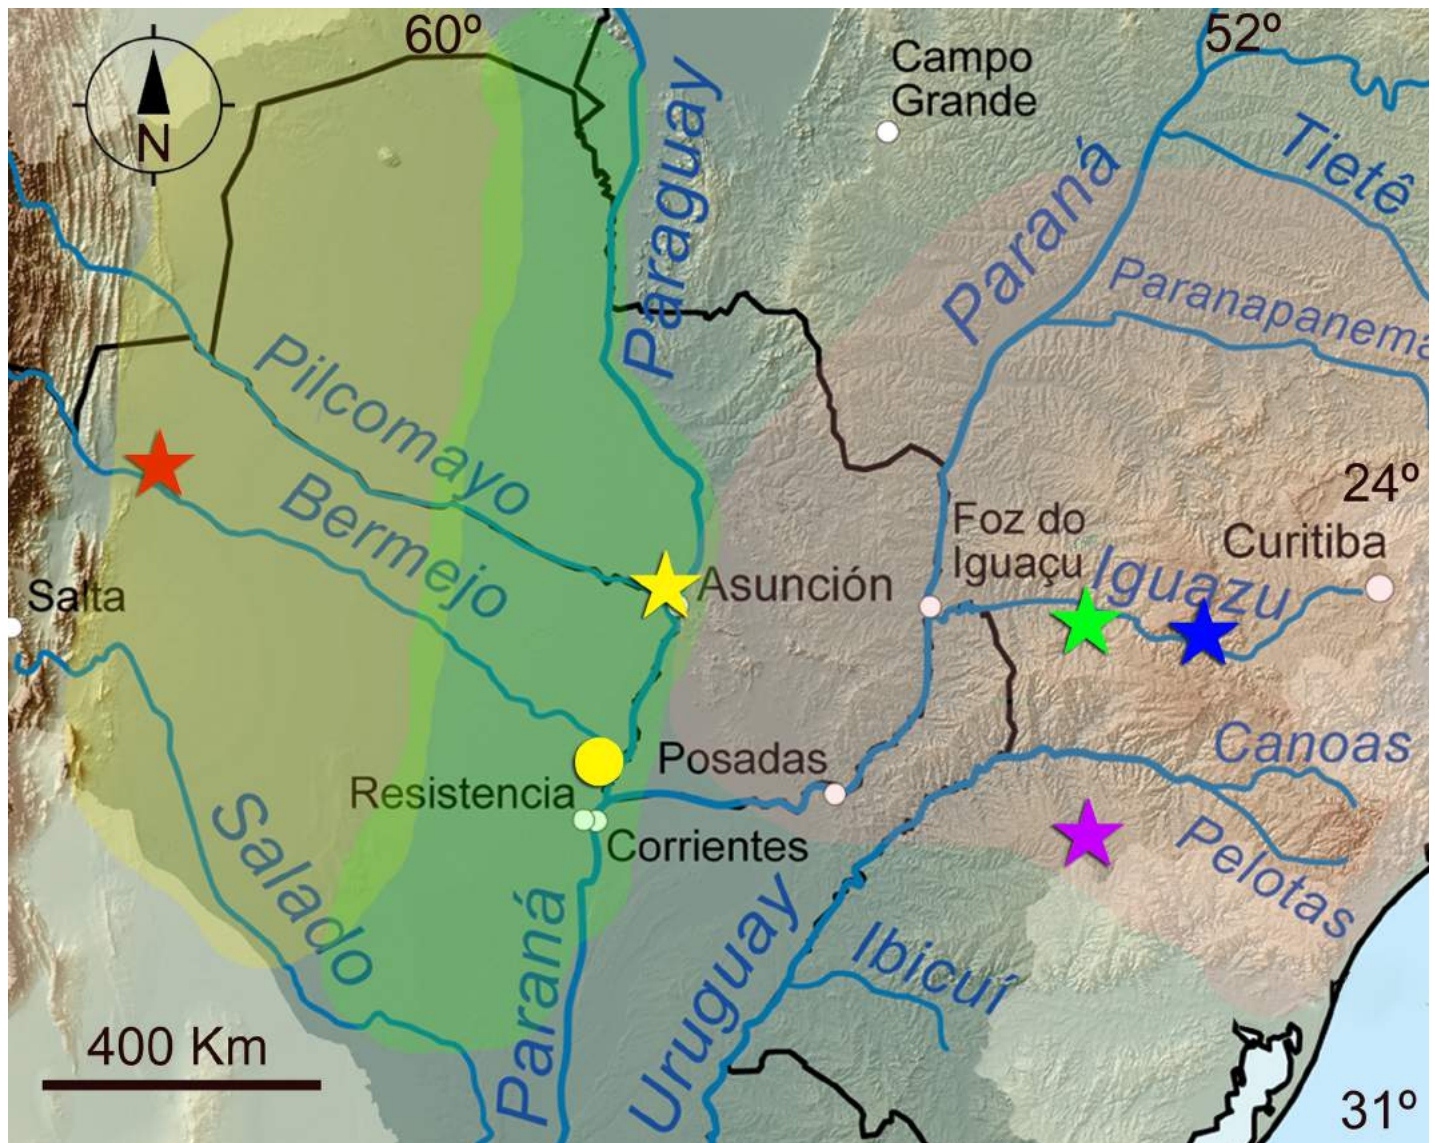 60º
52º
Campo
Grande
N
Paraguay
Paraná
Tietê
Paranapanema
Pilcomayo
Bermejo
24º
Foz do
Iguaçu
Iguazu
Curitiba
Asunción
Salta
Posadas
Canoas
Resistencia
Corrientes
Pelotas
Salado
Paraná
Uruguay
Ibicuí
400 Km
31º